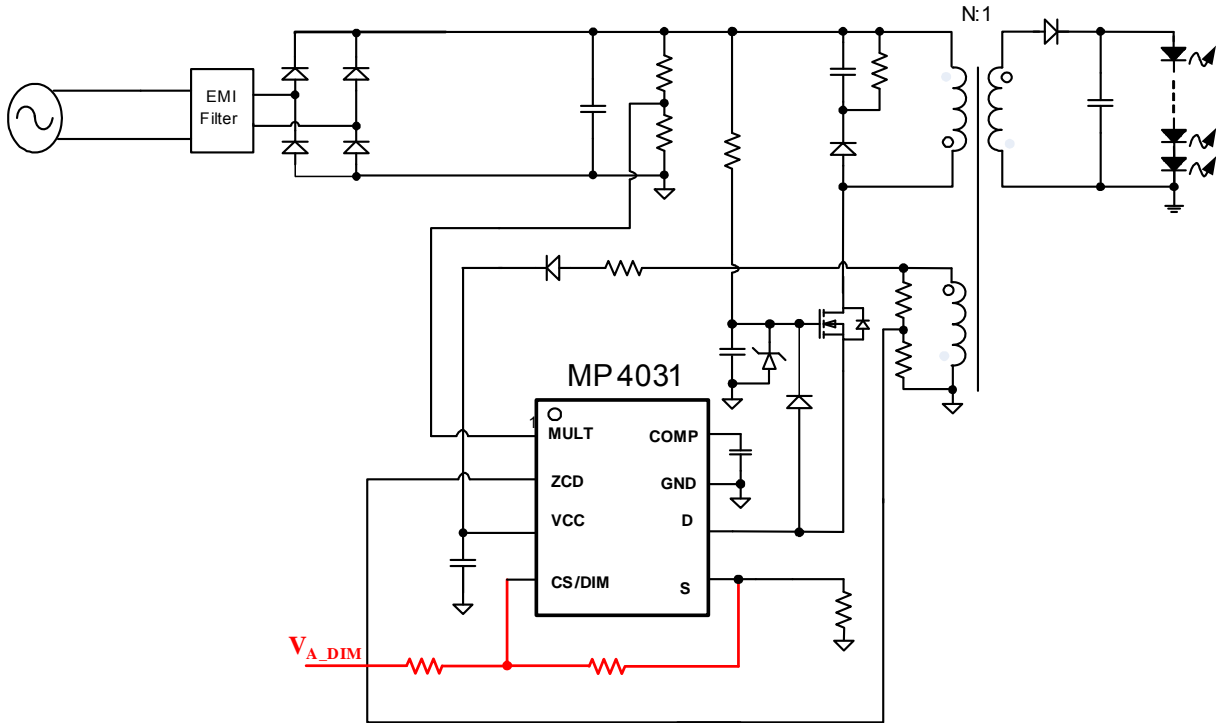 N:1
EMI
Filter
MP4031
1
MULT
COMP
ZCD
GND
VCC
D
CS/DIM
S
VA_DIM